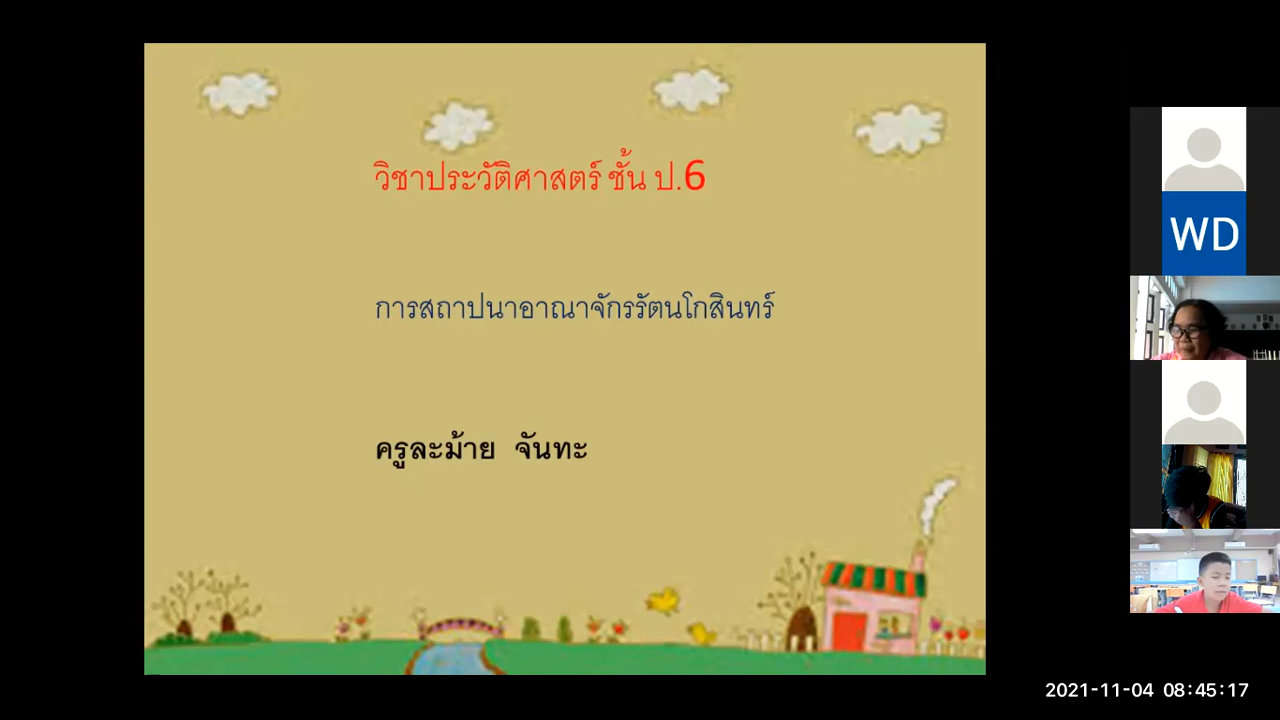 วิชาประวัติศาสตร์ ชั้น ป.6
การสถาปนาอาณาจักรรัตนโกสินทร์
ครูละม้าย จันทะ
WD
2021-11-04 08:45:17